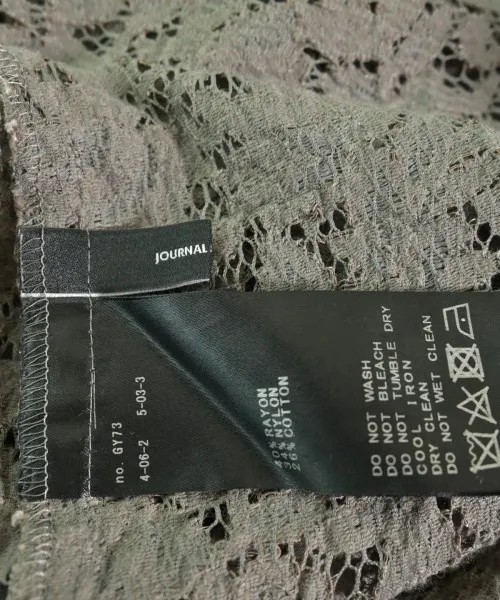 JOURNAL
no. GY73 5-03-3
4-06-2
40% RAYON
34% NYLON
26% COTTON
DO NOT WASH
DO NOT BLEACH
DO NOT TUMBLE DRY
COOL IRON
DRY CLEAN
DO NOT WET CLEAN